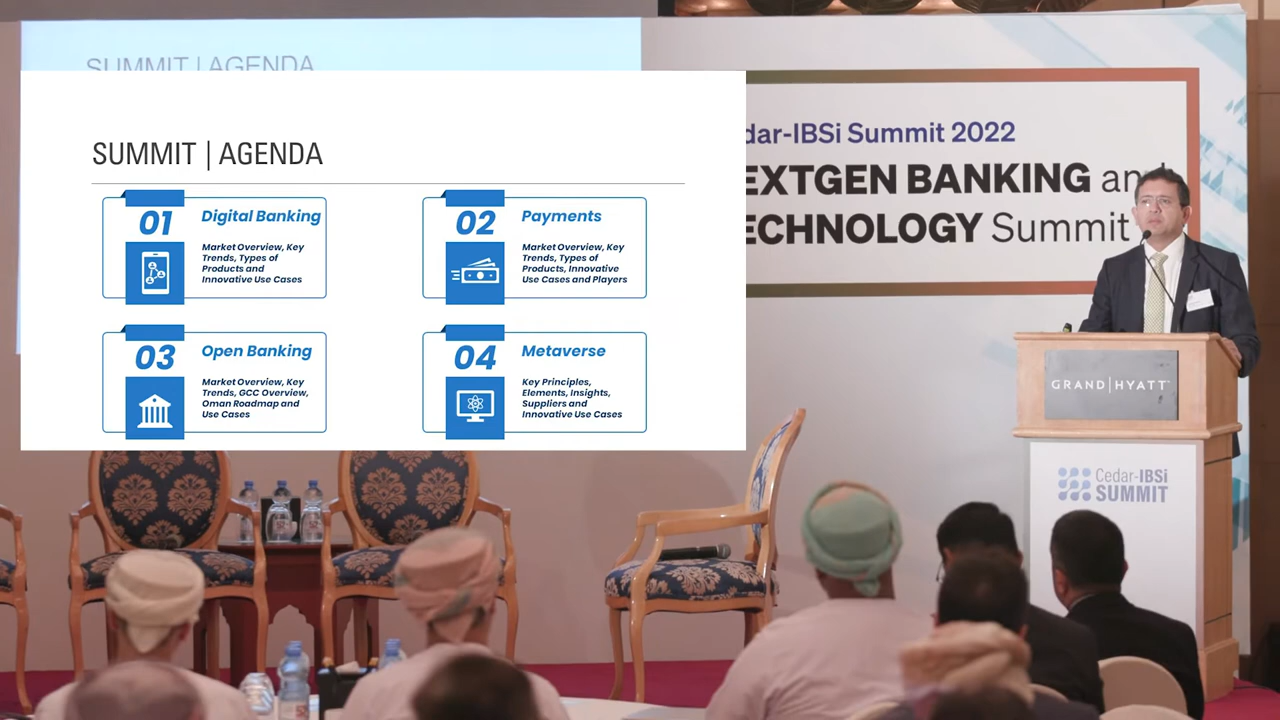 SUMMIT | AGENDA
SUMMIT | AGENDA
01
Digital Banking
Market Overview, Key
Trends, Types of
Products and
Innovative Use Cases
02
Payments
Market Overview, Key
Trends, Types of
Products, Innovative
Use Cases and Players
03
Open Banking
Market Overview, Key
Trends, GCC Overview,
Oman Roadmap and
Use Cases
04
Metaverse
Key Principles,
Elements, Insights,
Suppliers and
Innovative Use Cases
dar-IBSi Summit 2022
EXTGEN BANKING and
ECHNOLOGY Summit
GRAND|HYATT™
Cedar-IBSi
SUMMIT